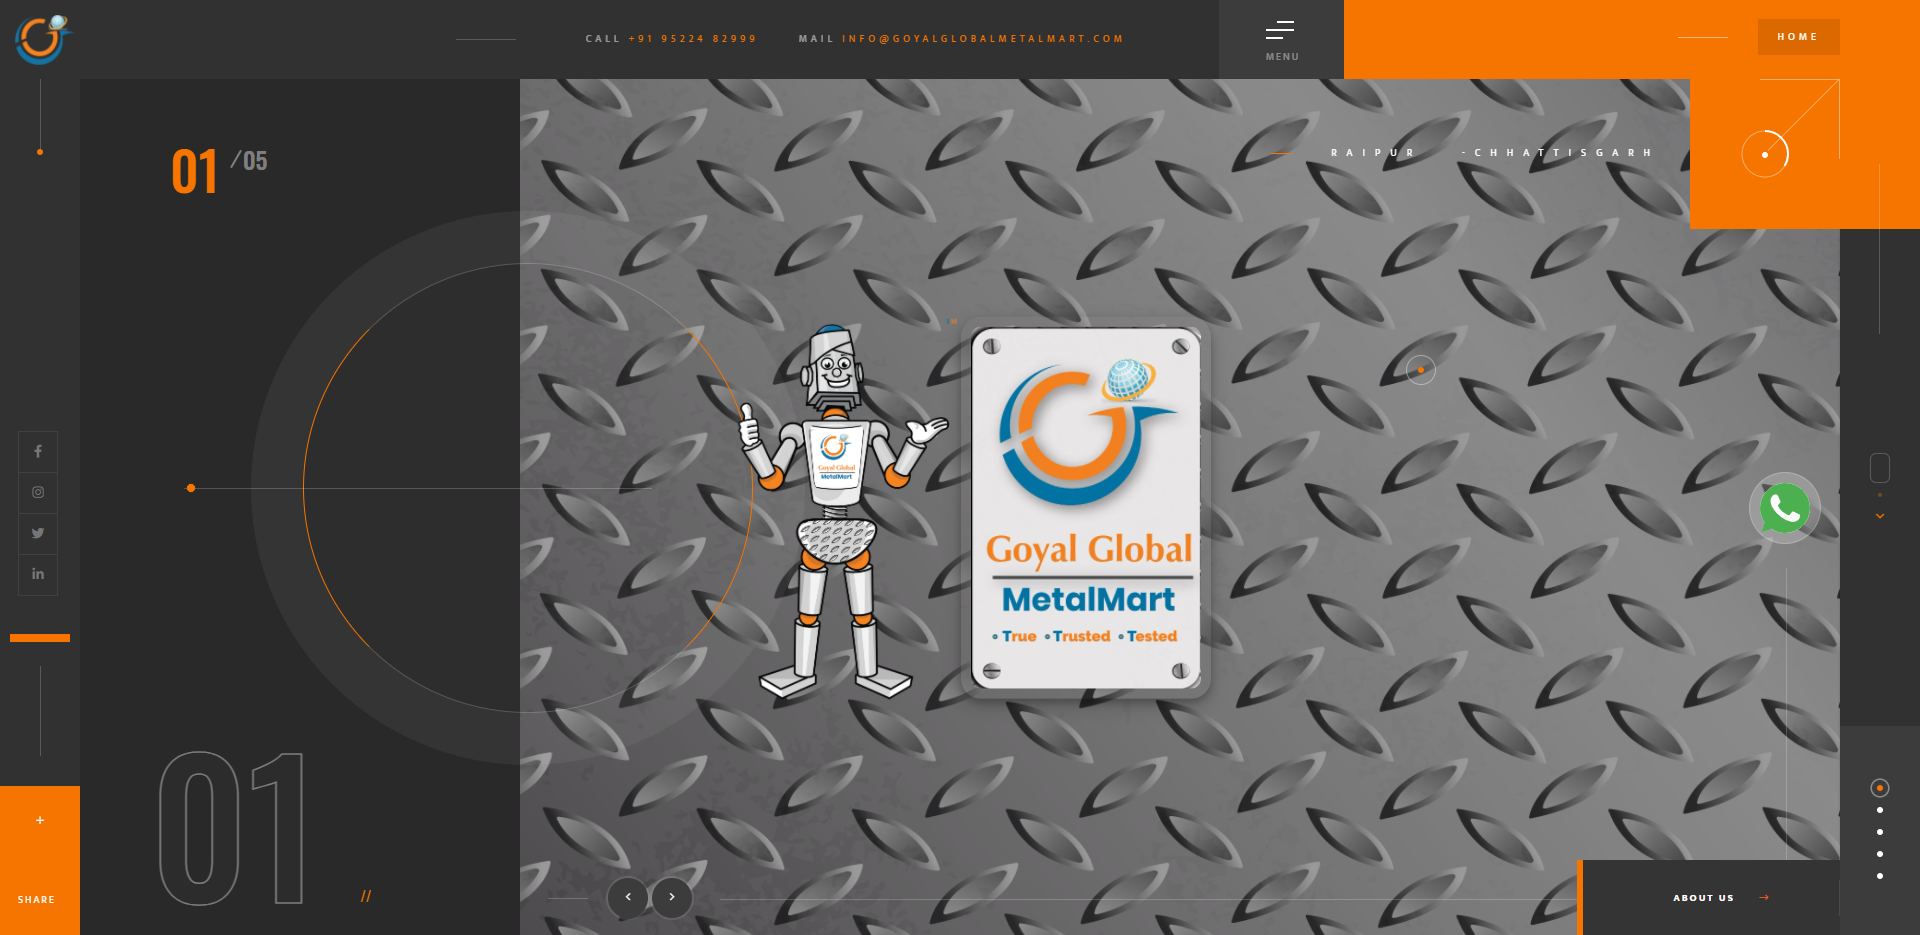 CALL +91 95224 82999
MAIL INFO@GOYALGLOBALMETALMART.COM
MENU
HOME
01 /05
RAIPUR -CHHATTISGARH
Goyal Global
MetalMart
Goyal Global
MetalMart
• True • Trusted • Tested
01
//
+
SHARE
ABOUT US →